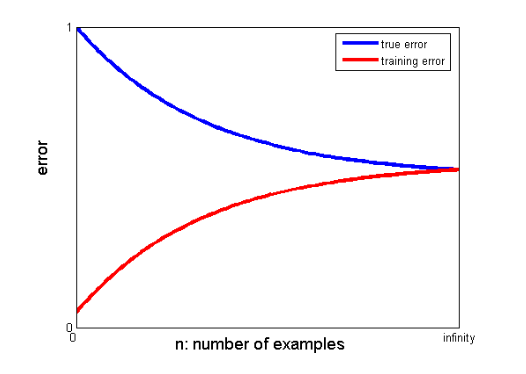 1
true error
training error
error
0
0
infinity
n: number of examples